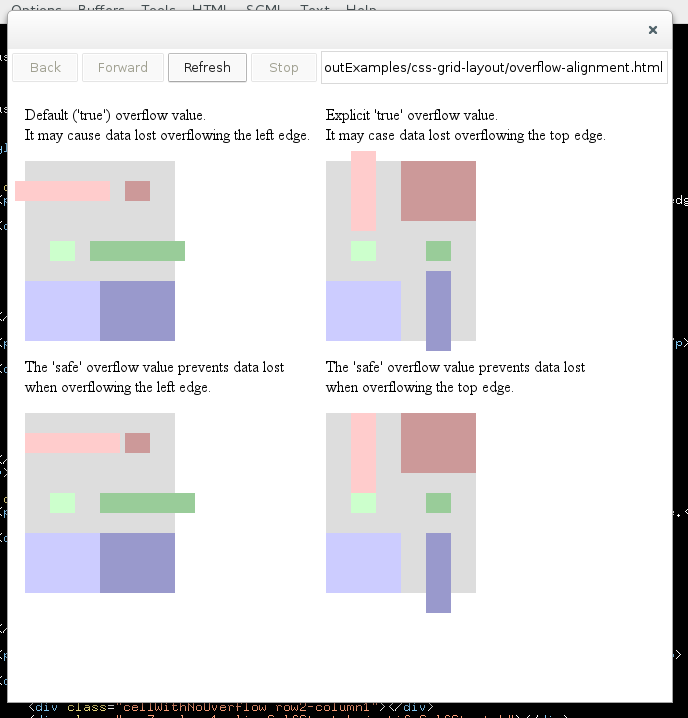 Options Buffers Tools HTML SGML Text Help
Back Forward Refresh Stop outExamples/css-grid-layout/overflow-alignment.html
Default ('true') overflow value.
It may cause data lost overflowing the left edge.
Explicit 'true' overflow value.
It may case data lost overflowing the top edge.
The 'safe' overflow value prevents data lost
when overflowing the left edge.
The 'safe' overflow value prevents data lost
when overflowing the top edge.
<div class="cellWithNoOverflow row2-column1"></div>